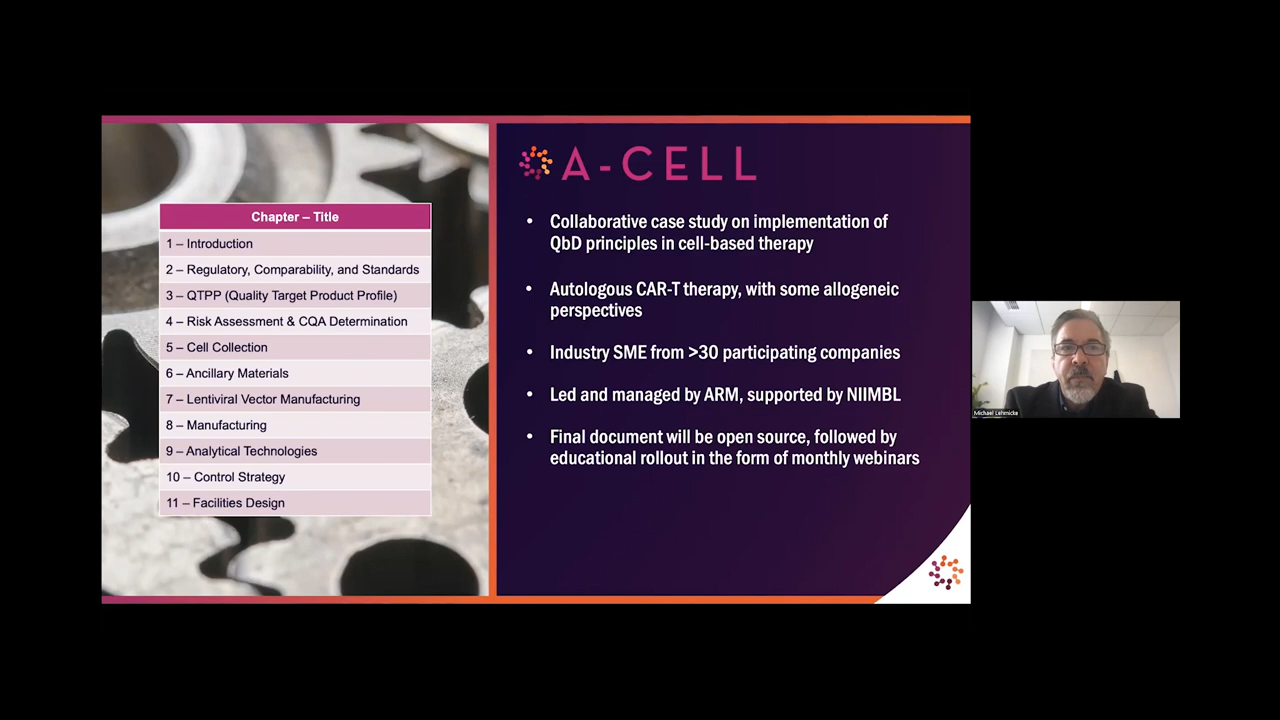 Chapter – Title
1 – Introduction
2 – Regulatory, Comparability, and Standards
3 – QTPP (Quality Target Product Profile)
4 – Risk Assessment & CQA Determination
5 – Cell Collection
6 – Ancillary Materials
7 – Lentiviral Vector Manufacturing
8 – Manufacturing
9 – Analytical Technologies
10 – Control Strategy
11 – Facilities Design
A-CELL
• Collaborative case study on implementation of
QbD principles in cell-based therapy
• Autologous CAR-T therapy, with some allogeneic
perspectives
• Industry SME from >30 participating companies
• Led and managed by ARM, supported by NIIMBL
• Final document will be open source, followed by
educational rollout in the form of monthly webinars
Michael Lehmicke